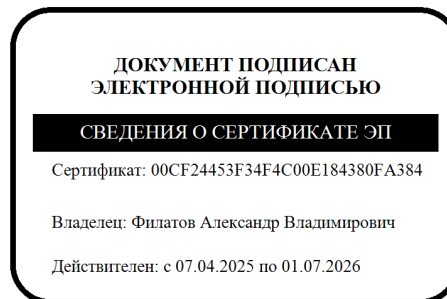 ДОКУМЕНТ ПОДПИСАН
ЭЛЕКТРОННОЙ ПОДПИСЬЮ
СВЕДЕНИЯ О СЕРТИФИКАТЕ ЭП
Сертификат: 00CF24453F34F4C00E184380FA384
Владелец: Филатов Александр Владимирович
Действителен: с 07.04.2025 по 01.07.2026